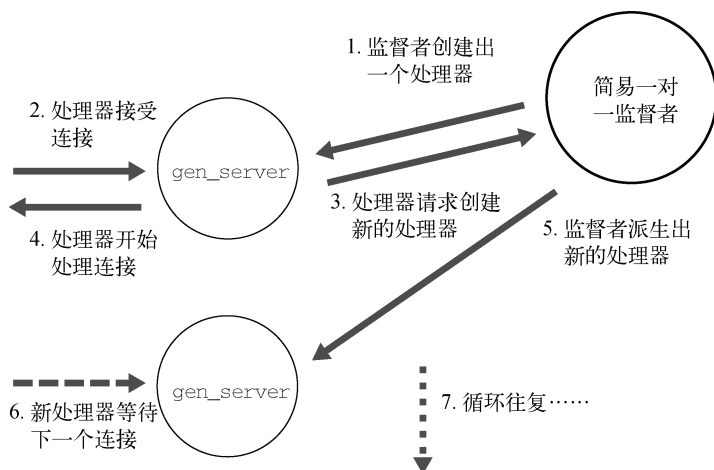 1. 监督者创建出
一个处理器
简易一对
一监督者
2. 处理器接受
连接
gen_server
3. 处理器请求创建
新的处理器
4. 处理器开始
处理连接
5. 监督者派生出
新的处理器
gen_server
6. 新处理器等待
下一个连接
7. 循环往复……